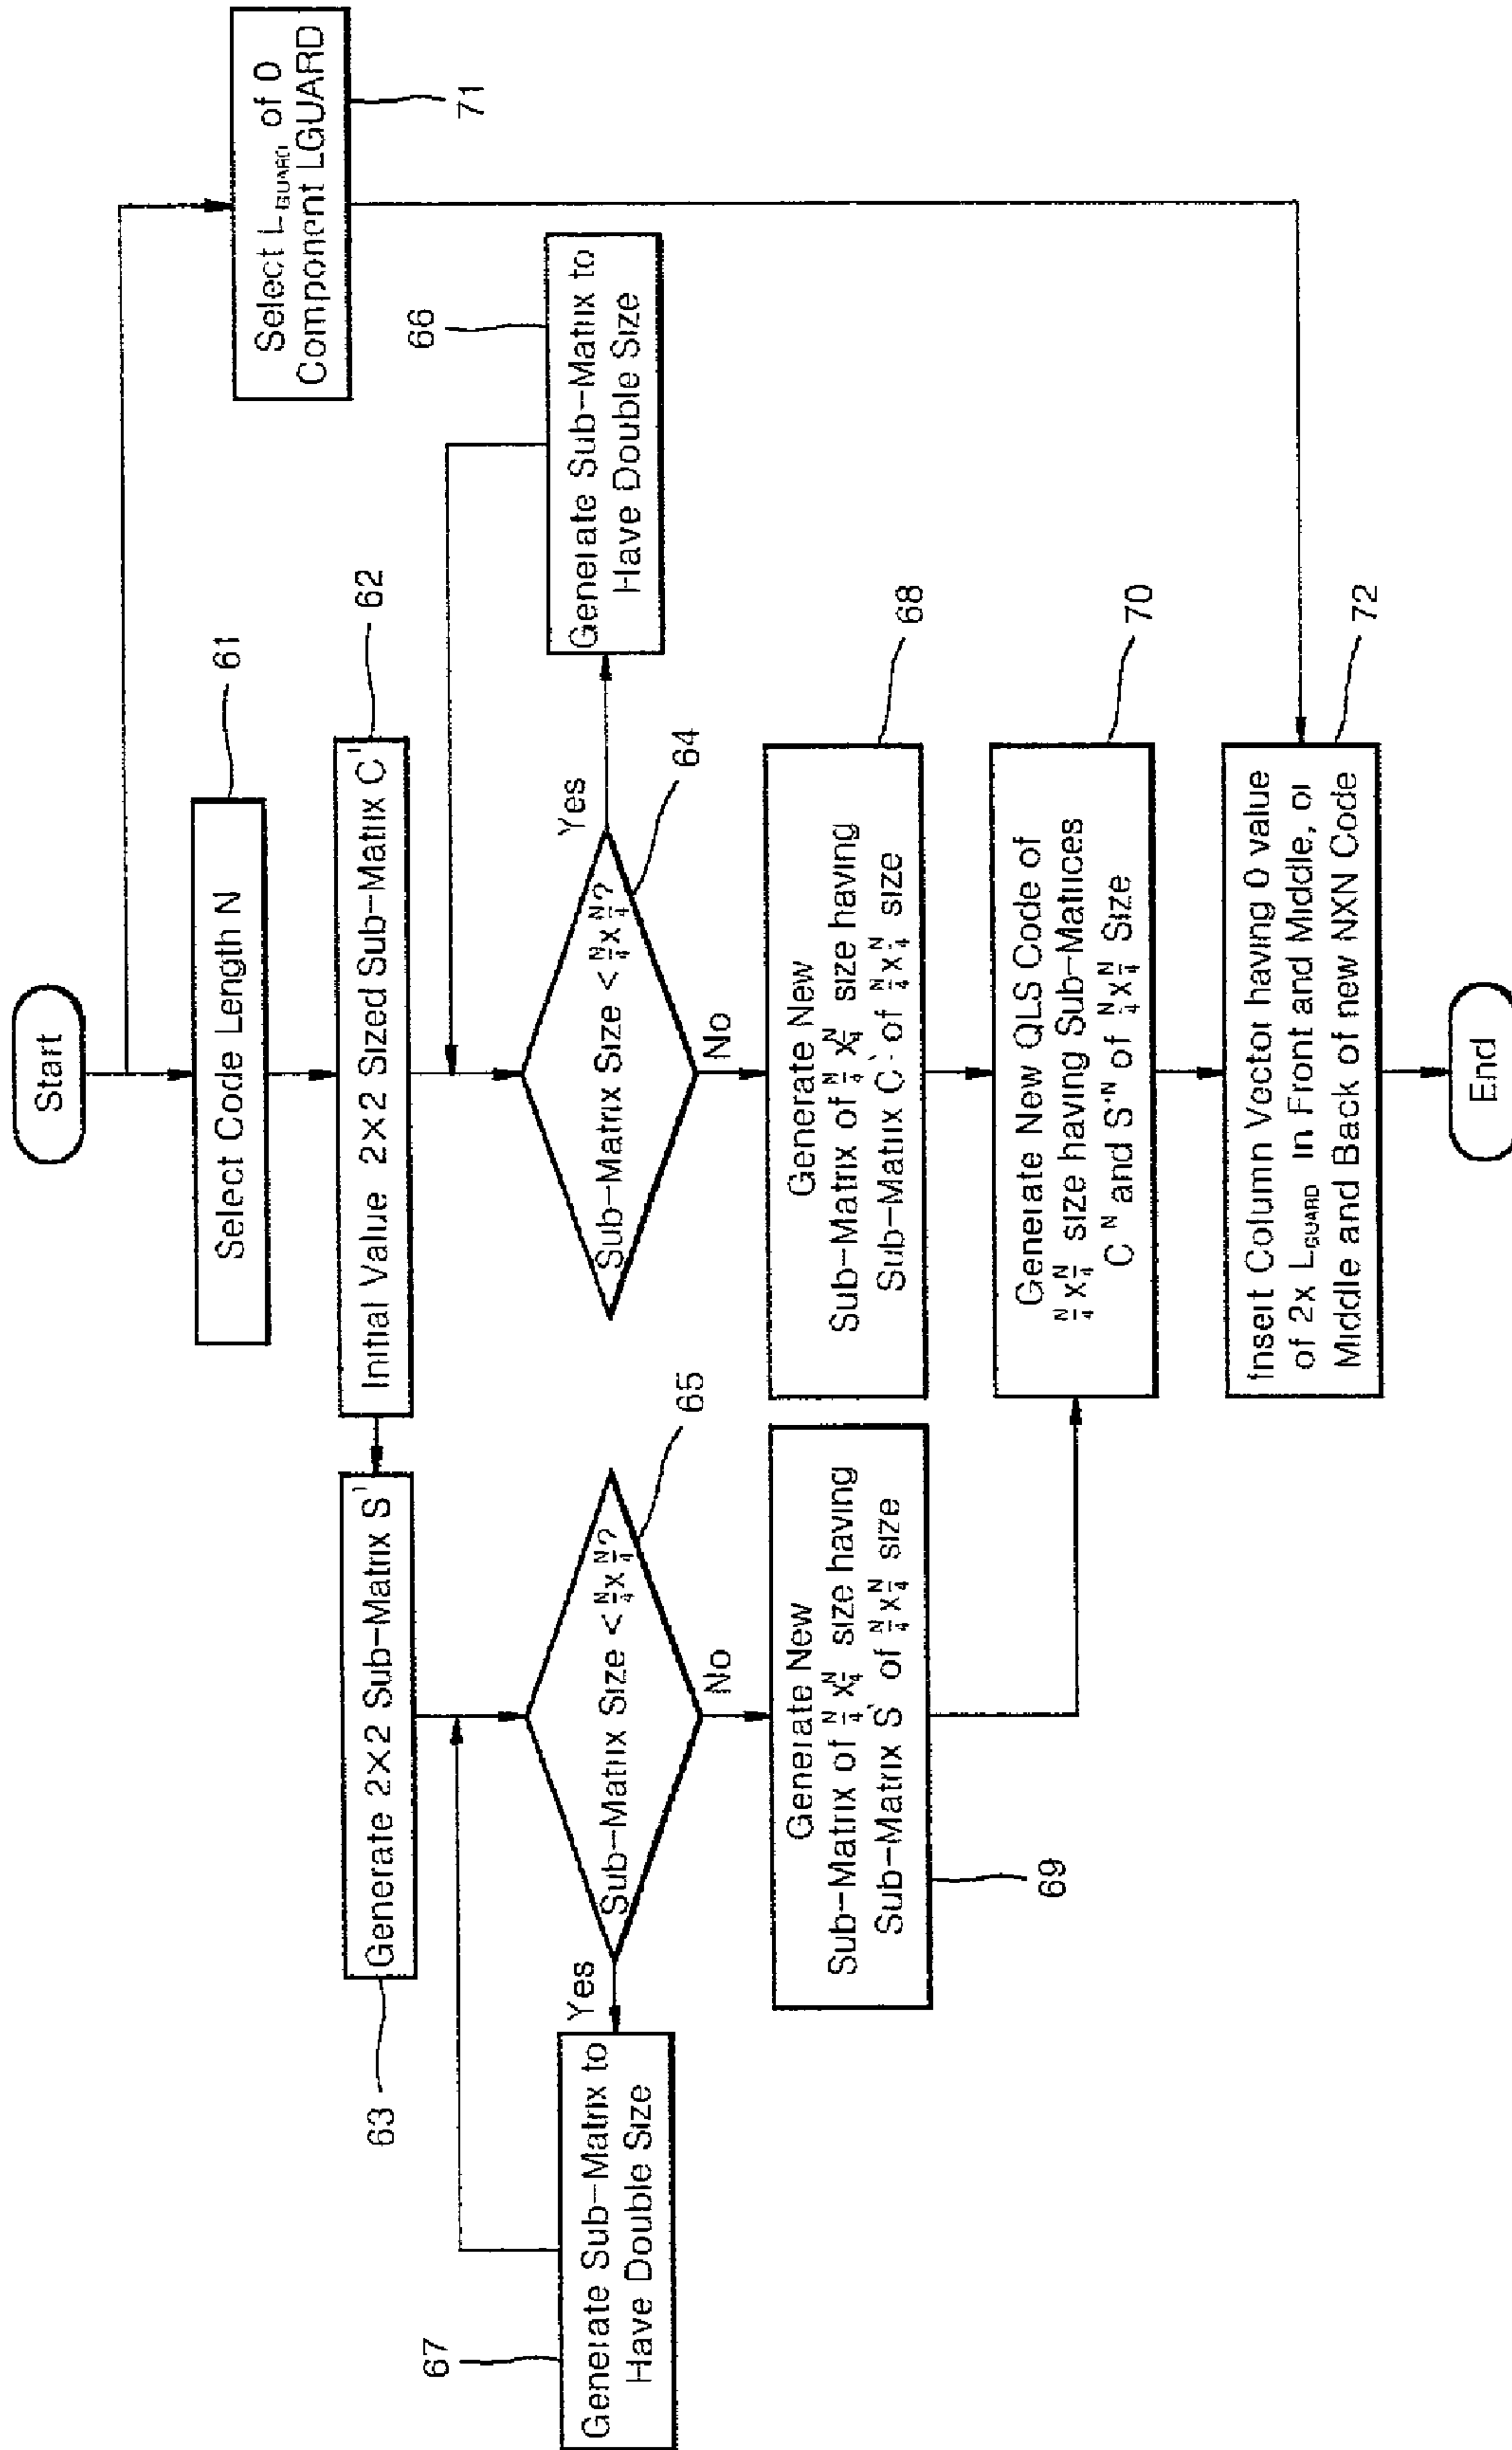 Start
Select Code Length N
61
Select L-GUARD of 0
Component LGUARD
71
Initial Value 2×2 Sized Sub-Matrix C'
62
Generate 2×2 Sub-Matrix S'
63
Sub-Matrix Size < N/4 x N/4?
64
Yes
No
Generate Sub-Matrix to
Have Double Size
66
Sub-Matrix Size < N/4 x N/4?
65
Yes
No
Generate Sub-Matrix to
Have Double Size
67
Generate New
Sub-Matrix of N/4 x N/4 size having
Sub-Matrix C` of N/4 x N/4 size
68
Generate New
Sub-Matrix of N/4 x N/4 size having
Sub-Matrix S` of N/4 x N/4 size
69
Generate New QLS Code of
N/4 x N/4 size having Sub-Matrices
C'N and S'N of N/4 x N/4 Size
70
Insert Column Vector having 0 value
of 2x LGUARD In Front and Middle, or
Middle and Back of new NXN Code
72
End